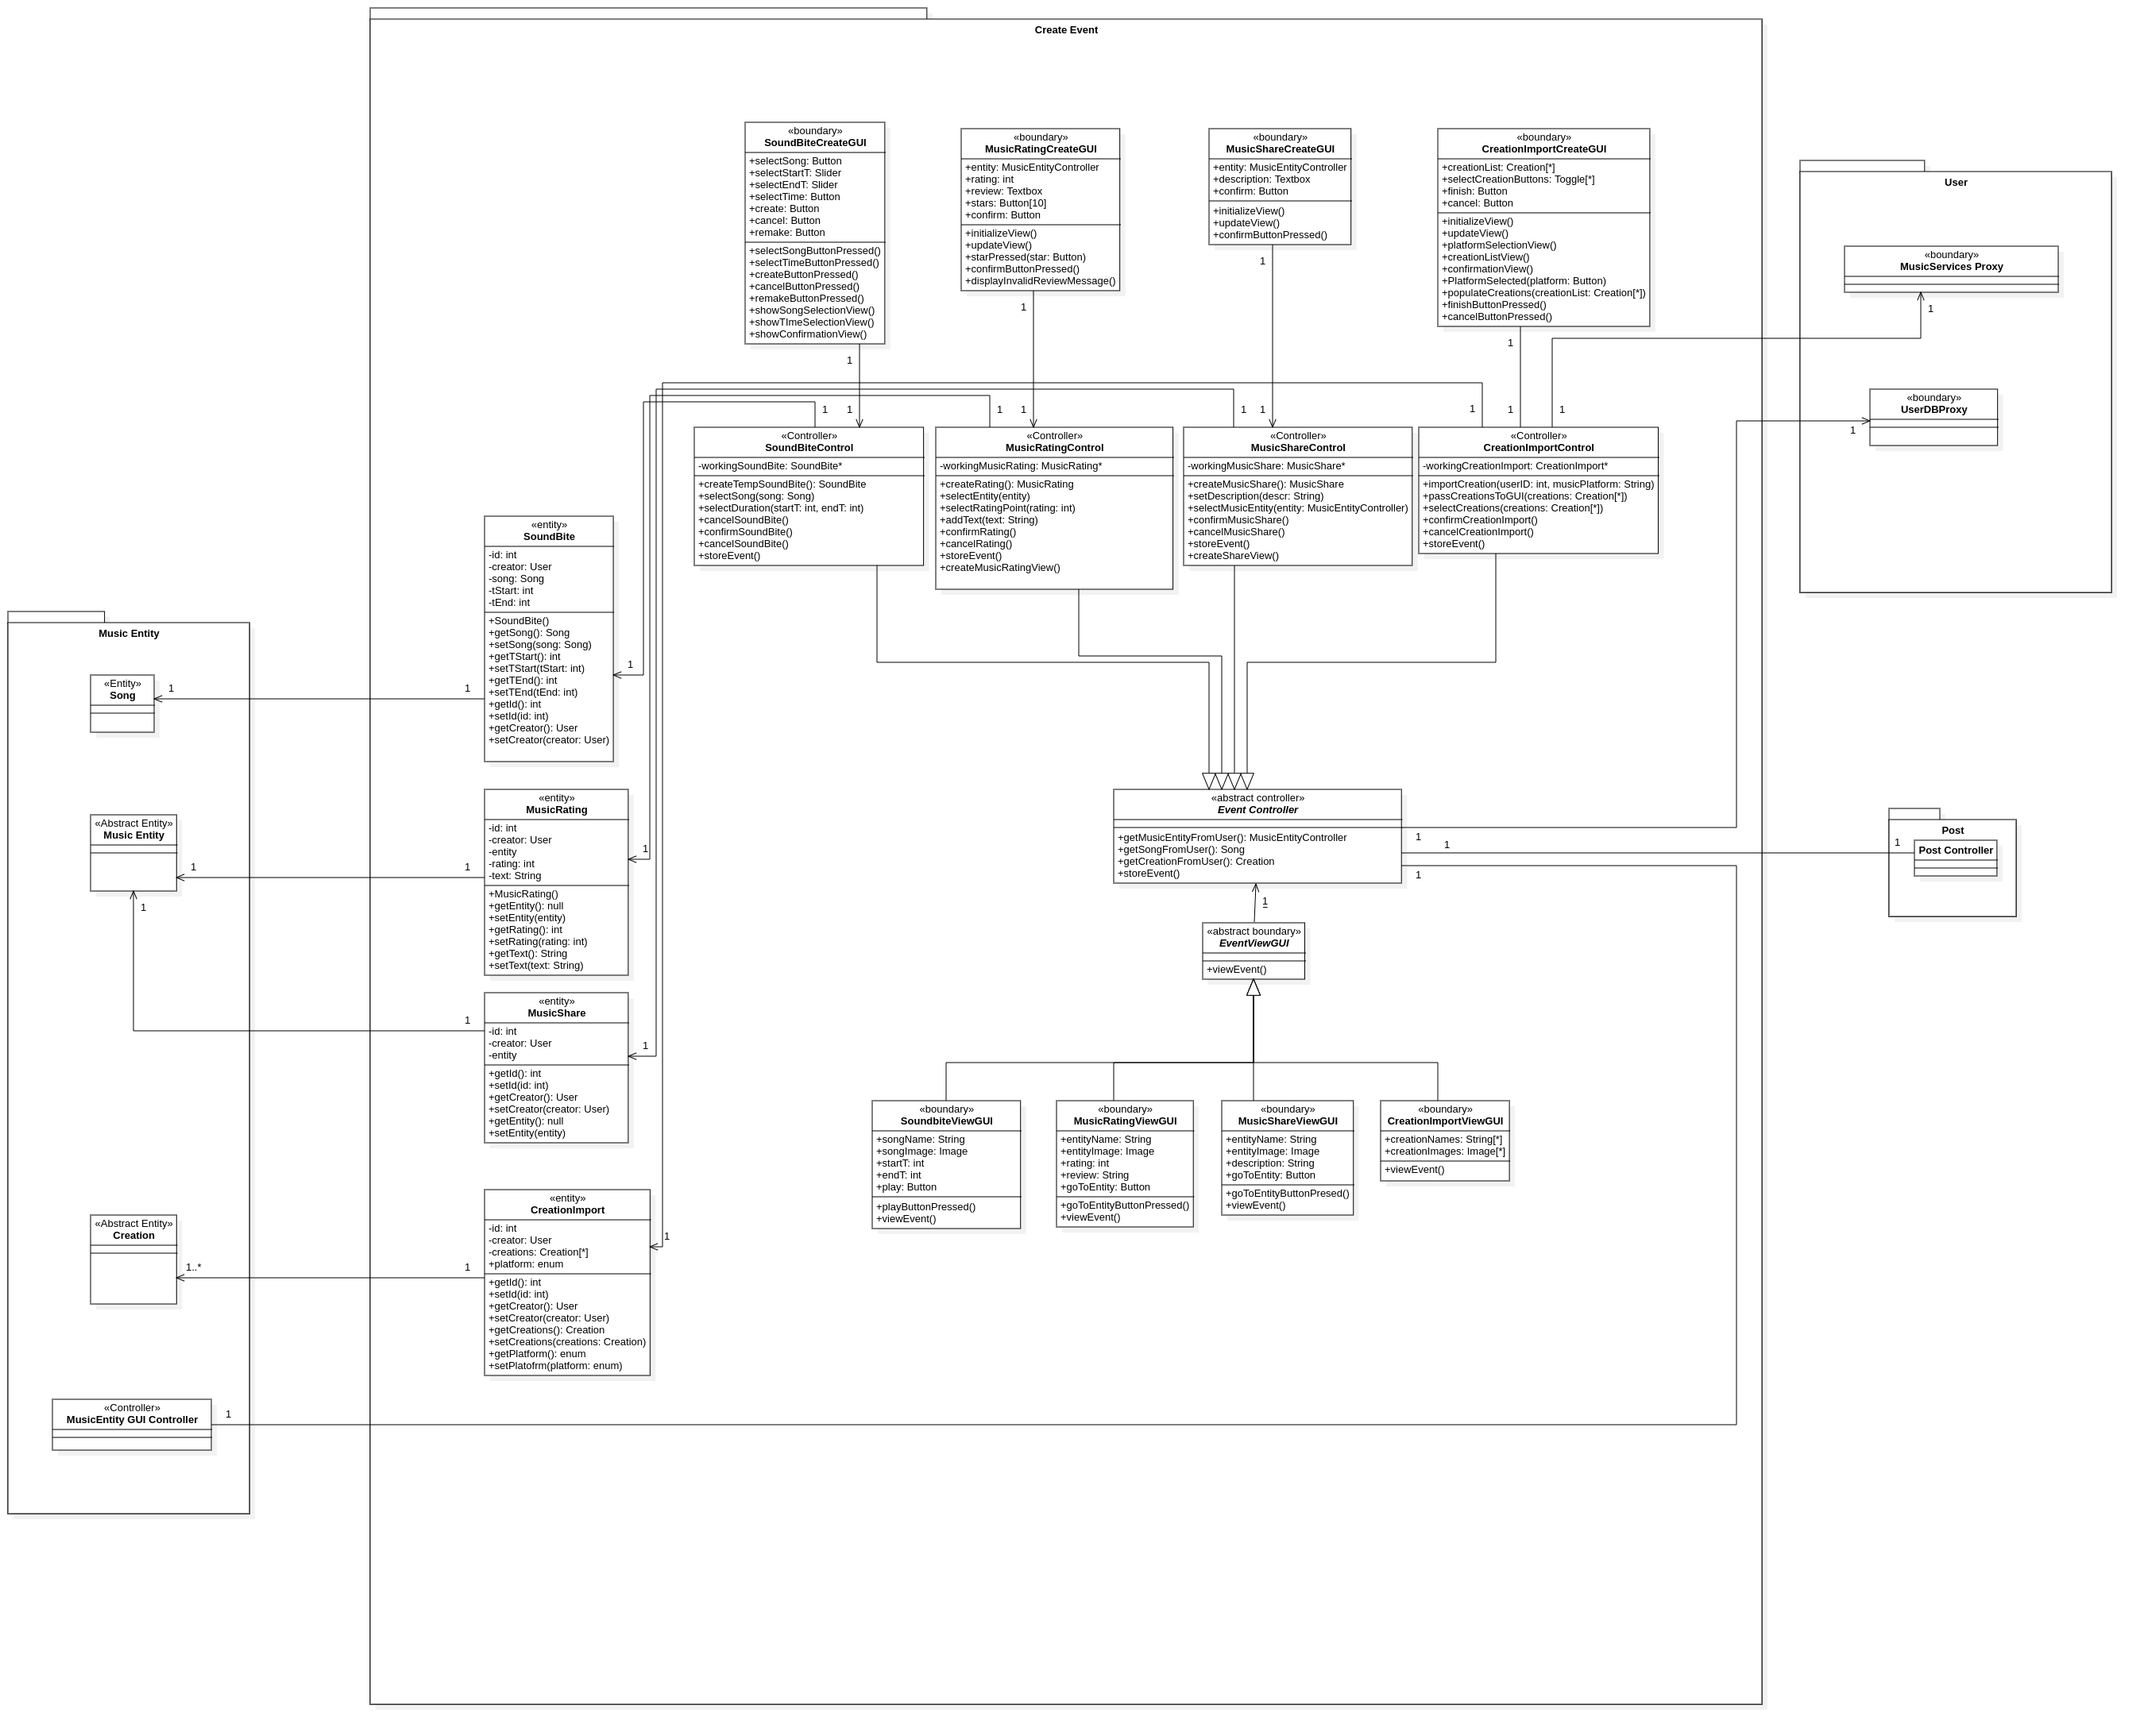 Create Event
«boundary»
SoundBiteCreateGUI
+selectSong: Button
+selectStartT: Slider
+selectEndT: Slider
+selectTime: Button
+create: Button
+cancel: Button
+remake: Button
+selectSongButtonPressed()
+selectTimeButtonPressed()
+createButtonPressed()
+cancelButtonPressed()
+remakeButtonPressed()
+showSongSelectionView()
+showTImeSelectionView()
+showConfirmationView()
«boundary»
MusicRatingCreateGUI
+entity: MusicEntityController
+rating: int
+review: Textbox
+stars: Button[10]
+confirm: Button
+initializeView()
+updateView()
+starPressed(star: Button)
+confirmButtonPressed()
+displayInvalidReviewMessage()
«boundary»
MusicShareCreateGUI
+entity: MusicEntityController
+description: Textbox
+confirm: Button
+initializeView()
+updateView()
+confirmButtonPressed()
«boundary»
CreationImportCreateGUI
+creationList: Creation[*]
+selectCreationButtons: Toggle[*]
+finish: Button
+cancel: Button
+initializeView()
+updateView()
+platformSelectionView()
+creationListView()
+confirmationView()
+PlatformSelected(platform: Button)
+populateCreations(creationList: Creation[*])
+finishButtonPressed()
+cancelButtonPressed()
User
«boundary»
MusicServices Proxy
1
«boundary»
UserDBProxy
1
1
1
1
1
1
1
1
1
1
1
1
1
1
«Controller»
SoundBiteControl
-workingSoundBite: SoundBite*
+createTempSoundBite(): SoundBite
+selectSong(song: Song)
+selectDuration(startT: int, endT: int)
+cancelSoundBite()
+confirmSoundBite()
+cancelSoundBite()
+storeEvent()
«Controller»
MusicRatingControl
-workingMusicRating: MusicRating*
+createRating(): MusicRating
+selectEntity(entity)
+selectRatingPoint(rating: int)
+addText(text: String)
+confirmRating()
+cancelRating()
+storeEvent()
+createMusicRatingView()
«Controller»
MusicShareControl
-workingMusicShare: MusicShare*
+createMusicShare(): MusicShare
+setDescription(descr: String)
+selectMusicEntity(entity: MusicEntityController)
+confirmMusicShare()
+cancelMusicShare()
+storeEvent()
+createShareView()
«Controller»
CreationImportControl
-workingCreationImport: CreationImport*
+importCreation(userID: int, musicPlatform: String)
+passCreationsToGUI(creations: Creation[*])
+selectCreations(creations: Creation[*])
+confirmCreationImport()
+cancelCreationImport()
+storeEvent()
«entity»
SoundBite
-id: int
-creator: User
-song: Song
-tStart: int
-tEnd: int
+SoundBite()
+getSong(): Song
+setSong(song: Song)
+getTStart(): int
+setTStart(tStart: int)
+getTEnd(): int
+setTEnd(tEnd: int)
+getId(): int
+setId(id: int)
+getCreator(): User
+setCreator(creator: User)
1
Music Entity
«Entity»
Song
1
1
«Abstract Entity»
Music Entity
1
1
1
«entity»
MusicRating
-id: int
-creator: User
-entity
-rating: int
-text: String
+MusicRating()
+getEntity(): null
+setEntity(entity)
+getRating(): int
+setRating(rating: int)
+getText(): String
+setText(text: String)
1
«abstract controller»
Event Controller
+getMusicEntityFromUser(): MusicEntityController
+getSongFromUser(): Song
+getCreationFromUser(): Creation
+storeEvent()
1
1
1
Post
1
Post Controller
1
«abstract boundary»
EventViewGUI
+viewEvent()
«entity»
MusicShare
-id: int
-creator: User
-entity
+getId(): int
+setId(id: int)
+getCreator(): User
+setCreator(creator: User)
+getEntity(): null
+setEntity(entity)
1
1
«boundary»
SoundbiteViewGUI
+songName: String
+songImage: Image
+startT: int
+endT: int
+play: Button
+playButtonPressed()
+viewEvent()
«boundary»
MusicRatingViewGUI
+entityName: String
+entityImage: Image
+rating: int
+review: String
+goToEntity: Button
+goToEntityButtonPressed()
+viewEvent()
«boundary»
MusicShareViewGUI
+entityName: String
+entityImage: Image
+description: String
+goToEntity: Button
+goToEntityButtonPresed()
+viewEvent()
«boundary»
CreationImportViewGUI
+creationNames: String[*]
+creationImages: Image[*]
+viewEvent()
«Abstract Entity»
Creation
1..*
1
«entity»
CreationImport
-id: int
-creator: User
-creations: Creation[*]
+platform: enum
+getId(): int
+setId(id: int)
+getCreator(): User
+setCreator(creator: User)
+getCreations(): Creation
+setCreations(creations: Creation)
+getPlatform(): enum
+setPlatofrm(platform: enum)
1
«Controller»
MusicEntity GUI Controller
1